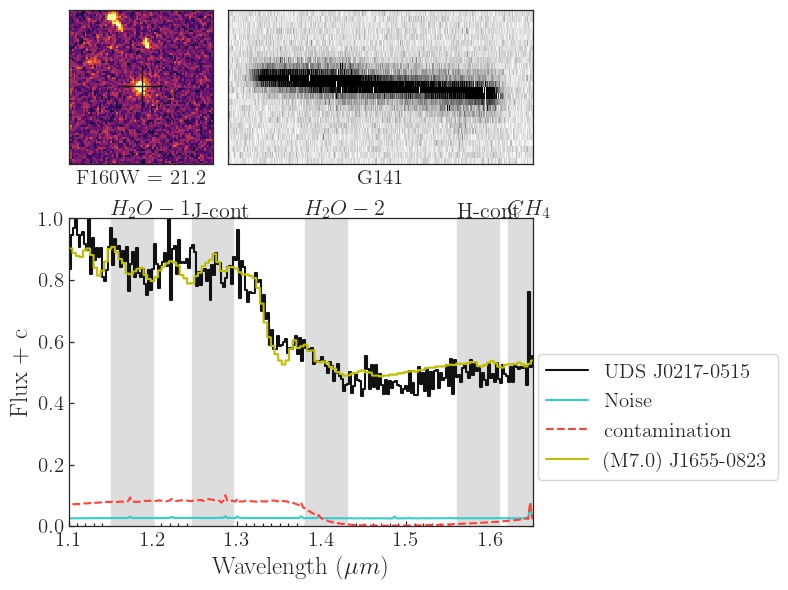 F160W = 21.2
G141
H₂O − 1
J-cont
H₂O − 2
H-cont
CH₄
1.0
0.8
0.6
0.4
0.2
0.0
Flux + c
1.1 1.2 1.3 1.4 1.5 1.6
Wavelength (μm)
UDS J0217-0515
Noise
contamination
(M7.0) J1655-0823